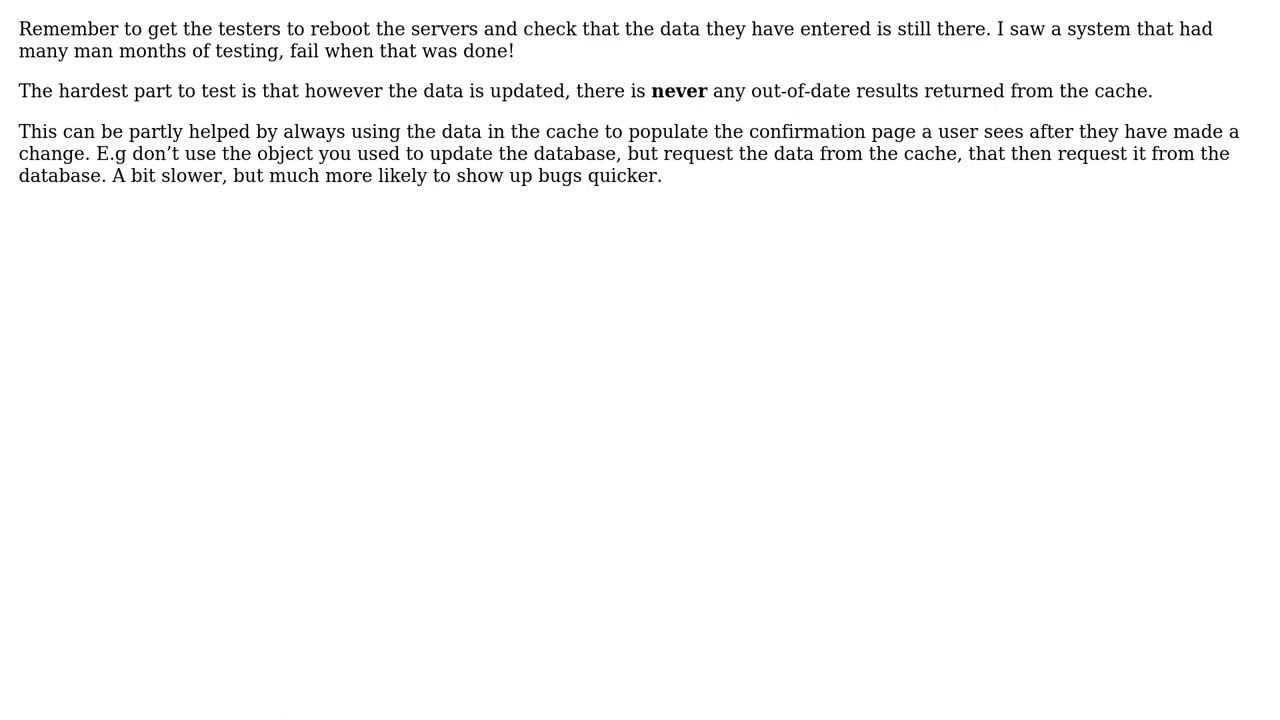 Remember to get the testers to reboot the servers and check that the data they have entered is still there. I saw a system that had
many man months of testing, fail when that was done!
The hardest part to test is that however the data is updated, there is never any out-of-date results returned from the cache.
This can be partly helped by always using the data in the cache to populate the confirmation page a user sees after they have made a
change. E.g don’t use the object you used to update the database, but request the data from the cache, that then request it from the
database. A bit slower, but much more likely to show up bugs quicker.